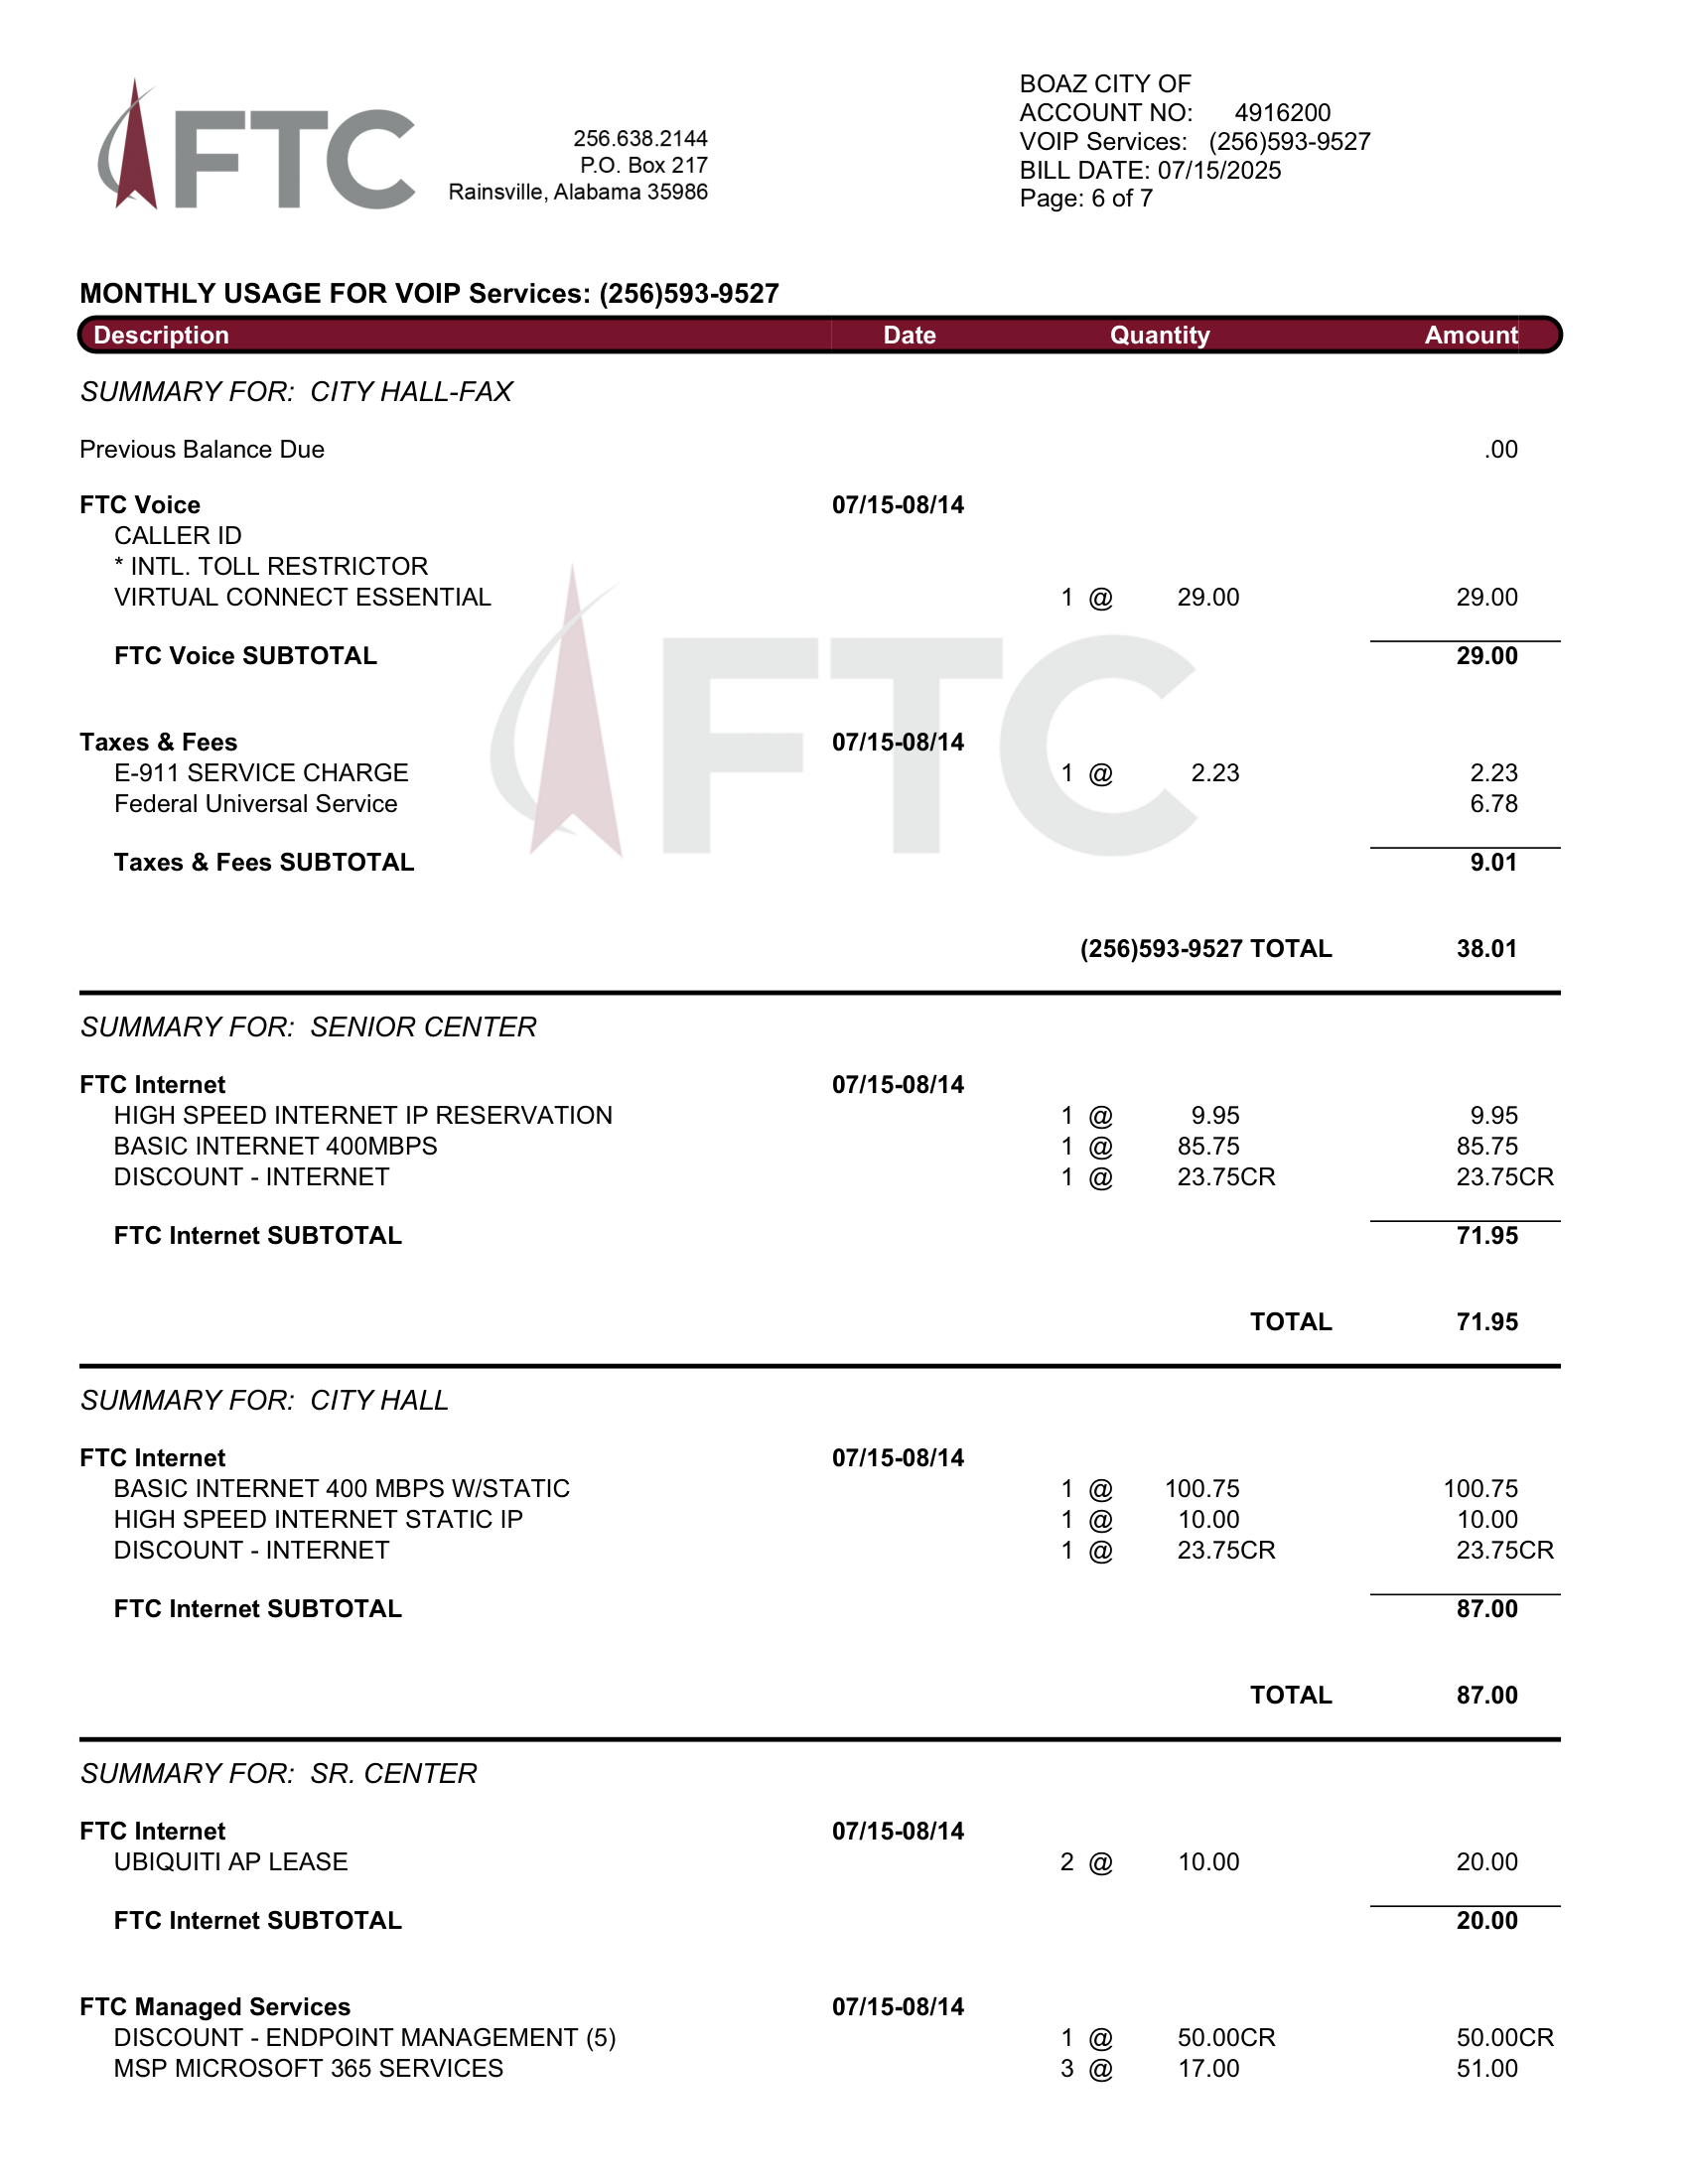 FTC
256.638.2144
P.O. Box 217
Rainsville, Alabama 35986
BOAZ CITY OF
ACCOUNT NO: 4916200
VOIP Services: (256)593-9527
BILL DATE: 07/15/2025
Page: 6 of 7
MONTHLY USAGE FOR VOIP Services: (256)593-9527
Description Date Quantity Amount
SUMMARY FOR: CITY HALL-FAX
Previous Balance Due .00
FTC Voice 07/15-08/14
CALLER ID
* INTL. TOLL RESTRICTOR
VIRTUAL CONNECT ESSENTIAL 1 @ 29.00 29.00
FTC Voice SUBTOTAL 29.00
FTC
Taxes & Fees 07/15-08/14
E-911 SERVICE CHARGE 1 @ 2.23 2.23
Federal Universal Service 6.78
Taxes & Fees SUBTOTAL 9.01
(256)593-9527 TOTAL 38.01
SUMMARY FOR: SENIOR CENTER
FTC Internet 07/15-08/14
HIGH SPEED INTERNET IP RESERVATION 1 @ 9.95 9.95
BASIC INTERNET 400MBPS 1 @ 85.75 85.75
DISCOUNT - INTERNET 1 @ 23.75CR 23.75CR
FTC Internet SUBTOTAL 71.95
TOTAL 71.95
SUMMARY FOR: CITY HALL
FTC Internet 07/15-08/14
BASIC INTERNET 400 MBPS W/STATIC 1 @ 100.75 100.75
HIGH SPEED INTERNET STATIC IP 1 @ 10.00 10.00
DISCOUNT - INTERNET 1 @ 23.75CR 23.75CR
FTC Internet SUBTOTAL 87.00
TOTAL 87.00
SUMMARY FOR: SR. CENTER
FTC Internet 07/15-08/14
UBIQUITI AP LEASE 2 @ 10.00 20.00
FTC Internet SUBTOTAL 20.00
FTC Managed Services 07/15-08/14
DISCOUNT - ENDPOINT MANAGEMENT (5) 1 @ 50.00CR 50.00CR
MSP MICROSOFT 365 SERVICES 3 @ 17.00 51.00